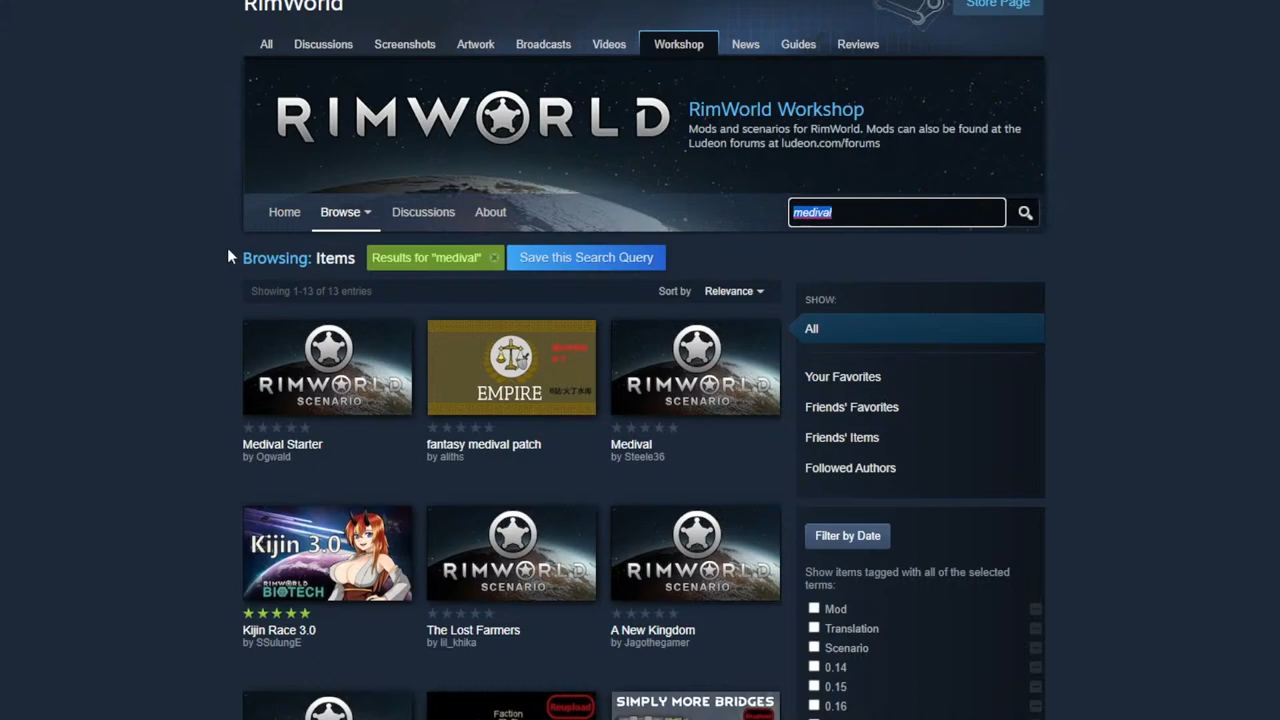 RimWorld
Store Page
All Discussions Screenshots Artwork Broadcasts Videos Workshop News Guides Reviews
RIMWORLD
RimWorld Workshop
Mods and scenarios for RimWorld. Mods can also be found at the
Ludeon forums at ludeon.com/forums
Home Browse Discussions About
medival
Browsing: Items
Results for "medival"
Save this Search Query
Showing 1-13 of 13 entries
Sort by Relevance
RIMWORLD
SCENARIO
Medival Starter
by Ogwald
EMPIRE
fantasy medival patch
by aliths
RIMWORLD
SCENARIO
Medival
by Steele36
Kijin 3.0
RIMWORLD
BIOTECH
Kijin Race 3.0
by SSulungE
RIMWORLD
SCENARIO
The Lost Farmers
by lil_khika
RIMWORLD
SCENARIO
A New Kingdom
by Jagothegamer
Reupload
Faction
SIMPLY MORE BRIDGES
SHOW:
All
Your Favorites
Friends' Favorites
Friends' Items
Followed Authors
Filter by Date
Show items tagged with all of the selected
terms:
Mod
Translation
Scenario
0.14
0.15
0.16